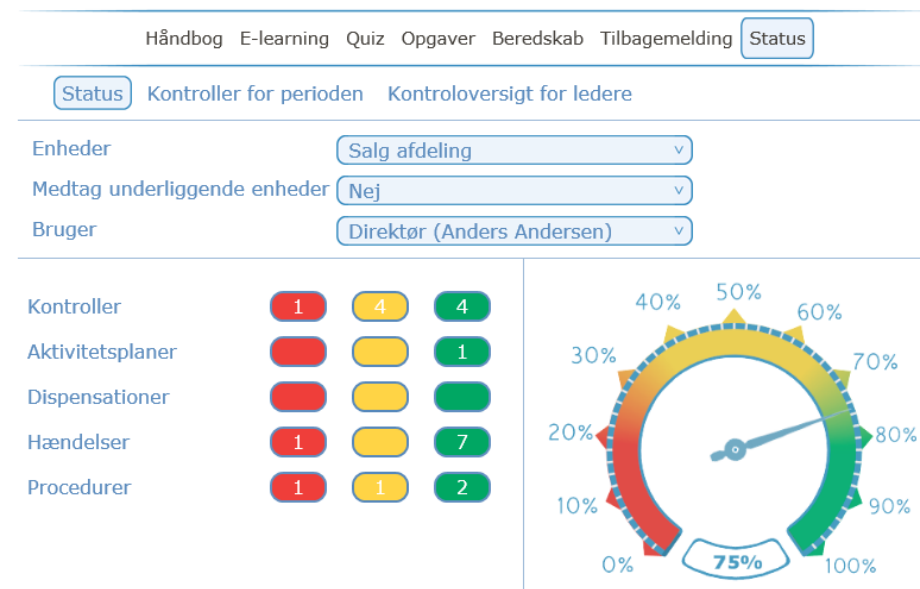 Håndbog E-learning Quiz Opgaver Beredskab Tilbagemelding Status
Status Kontroller for perioden Kontroloversigt for ledere
Enheder Salg afdeling
Medtag underliggende enheder Nej
Bruger Direktør (Anders Andersen)
Kontroller 1 4 4
Aktivitetsplaner 1
Dispensationer
Hændelser 1 7
Procedurer 1 1 2
0%
10%
20%
30%
40%
50%
60%
70%
80%
90%
100%
75%